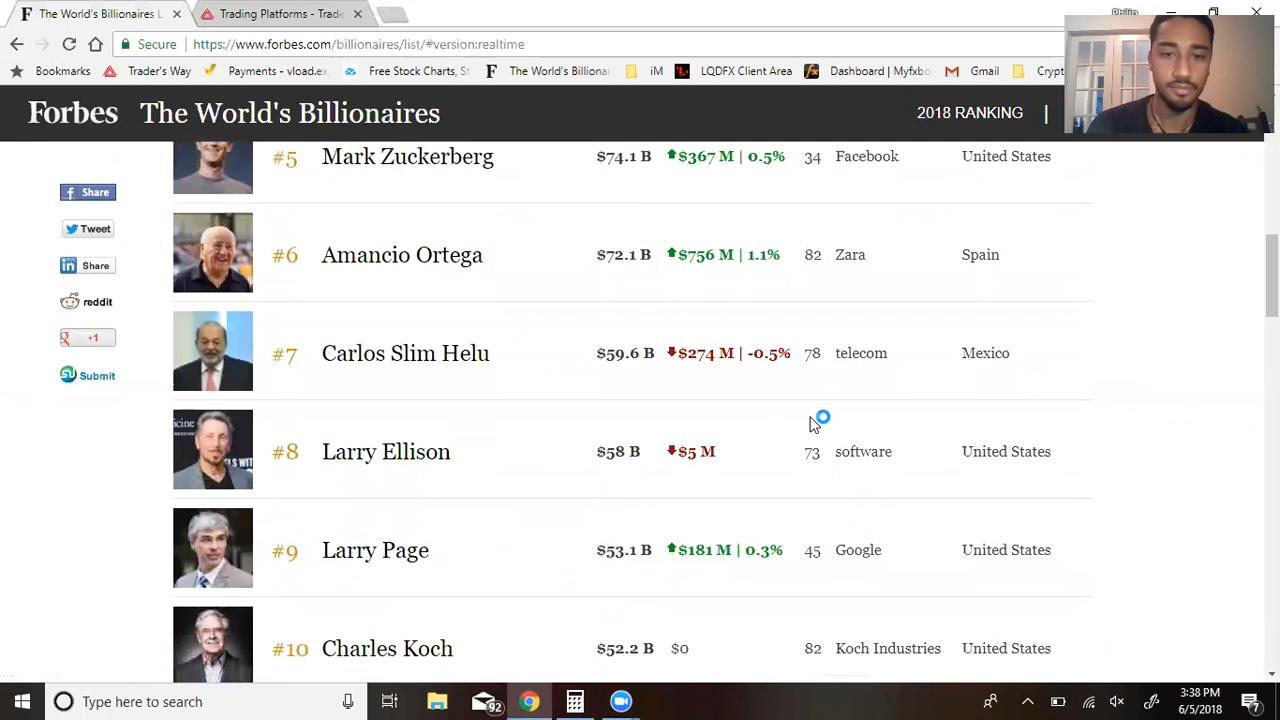 The World's Billionaires L
Trading Platforms - Trade
Secure
https://www.forbes.com/billionaires/list/#version:realtime
Bookmarks
Trader's Way
Payments - vload.ex
Free Stock Charts, St
The World's Billiona
iM
LQDFX Client Area
Dashboard | Myfxbo
Gmail
Crypt
Forbes
The World's Billionaires
2018 RANKING |
#5 Mark Zuckerberg $74.1 B $367 M | 0.5% 34 Facebook United States
Share
Tweet
#6 Amancio Ortega $72.1 B $756 M | 1.1% 82 Zara Spain
Share
reddit
+1
#7 Carlos Slim Helu $59.6 B $274 M | -0.5% 78 telecom Mexico
Submit
#8 Larry Ellison $58 B $5 M 73 software United States
#9 Larry Page $53.1 B $181 M | 0.3% 45 Google United States
#10 Charles Koch $52.2 B $0 82 Koch Industries United States
Type here to search
92
3:38 PM
6/5/2018
7